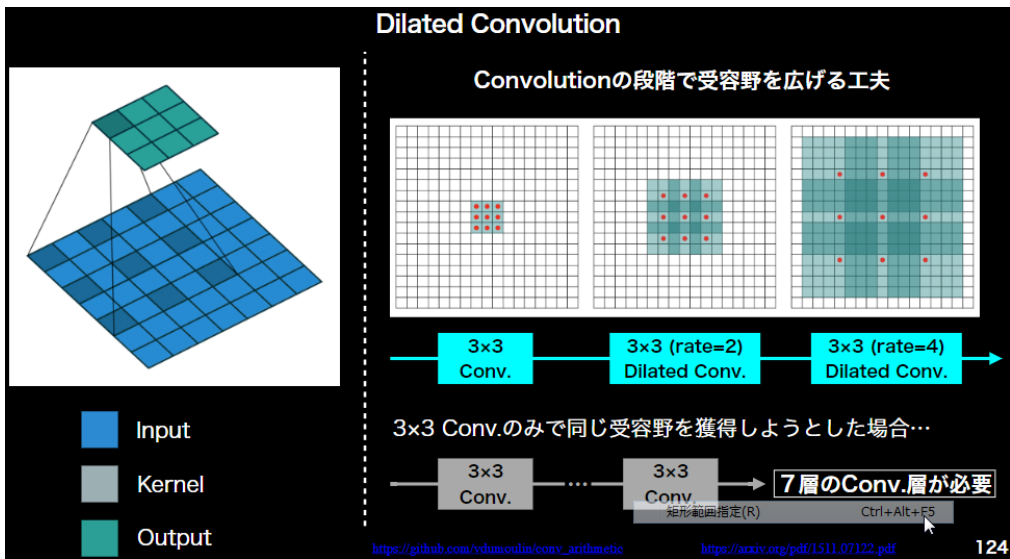 Dilated Convolution
Convolutionの段階で受容野を広げる工夫
3×3
Conv.
3×3 (rate=2)
Dilated Conv.
3×3 (rate=4)
Dilated Conv.
Input
Kernel
Output
3×3 Conv.のみで同じ受容野を獲得しようとした場合…
3×3
Conv.
…
3×3
Conv.
7層のConv.層が必要
矩形範囲指定(R) Ctrl+Alt+F5
https://github.com/vdumoulin/conv_arithmetic
https://arxiv.org/pdf/1511.07122.pdf
124